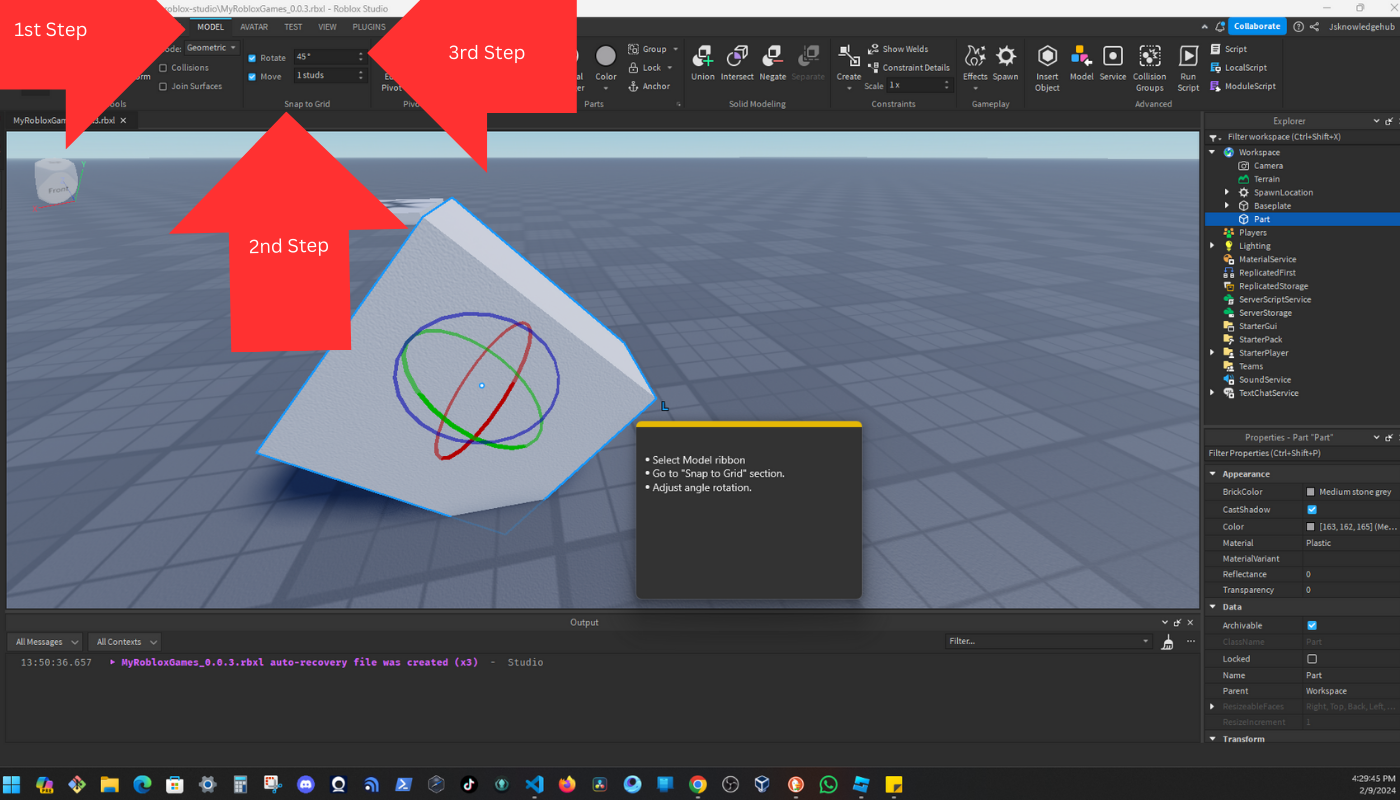 roblox-studio\MyRobloxGames_0.0.3.rbxl - Roblox Studio
1st Step
MODEL AVATAR TEST VIEW PLUGINS
3rd Step
Collaborate Jsknowledgehub
Geometric
Collisions
Join Surfaces
Rotate 45°
Move 1 studs
Snap to Grid
Color
Group
Lock
Anchor
Parts
Union Intersect Negate Separate
Solid Modeling
Create
Show Welds
Constraint Details
Scale 1 x
Constraints
Effects Spawn
Gameplay
Insert Object
Model Service
Collision Groups
Run Script
Script
LocalScript
ModuleScript
Advanced
Front
2nd Step
• Select Model ribbon
• Go to "Snap to Grid" section.
• Adjust angle rotation.
Explorer
Filter workspace (Ctrl+Shift+X)
Workspace
Camera
Terrain
SpawnLocation
Baseplate
Part
Players
Lighting
MaterialService
ReplicatedFirst
ReplicatedStorage
ServerScriptService
ServerStorage
StarterGui
StarterPack
StarterPlayer
Teams
SoundService
TextChatService
Properties - Part "Part"
Filter Properties (Ctrl+Shift+P)
Appearance
BrickColor Medium stone grey
CastShadow
Color [163, 162, 165] (Me...
Material Plastic
MaterialVariant
Reflectance 0
Transparency 0
Data
Archivable
ClassName Part
Locked
Name Part
Parent Workspace
ResizeableFaces Right, Top, Back, Left, ...
ResizeIncrement 1
Transform
Output
All Messages All Contexts Filter... ...
13:50:36.657 MyRobloxGames_0.0.3.rbxl auto-recovery file was created (x3) - Studio
4:29:45 PM
2/9/2024